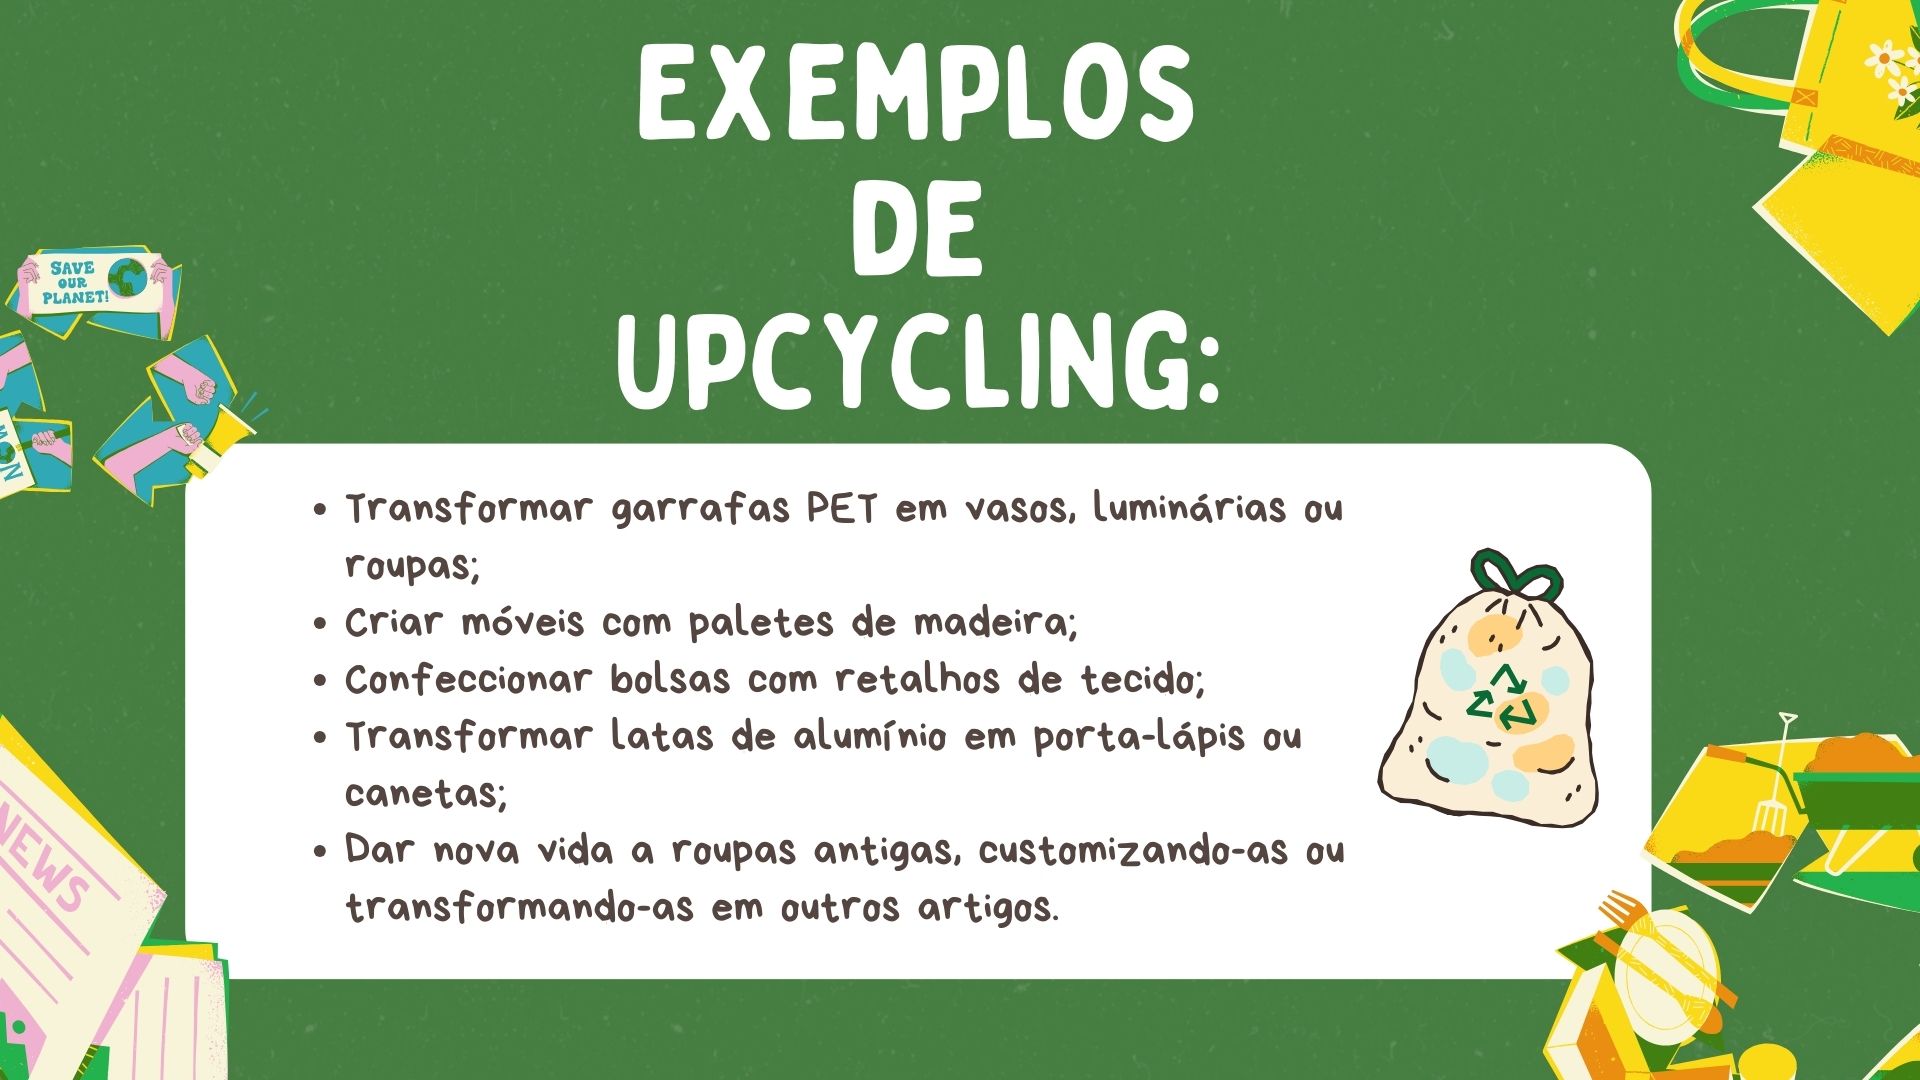 EXEMPLOS
DE
UPCYCLING:
SAVE
OUR
PLANET!
• Transformar garrafas PET em vasos, luminárias ou
roupas;
• Criar móveis com paletes de madeira;
• Confeccionar bolsas com retalhos de tecido;
• Transformar latas de alumínio em porta-lápis ou
canetas;
• Dar nova vida a roupas antigas, customizando-as ou
transformando-as em outros artigos.
NEWS